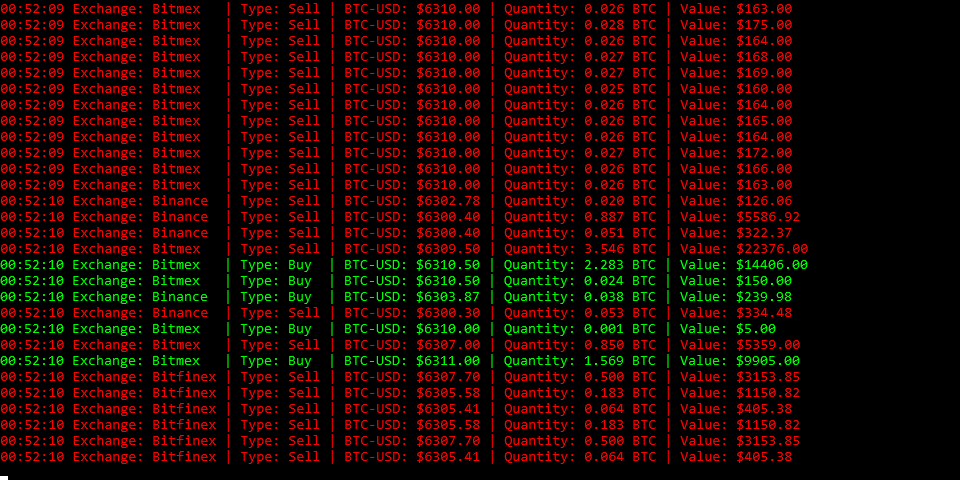 00:52:09 Exchange: Bitmex | Type: Sell | BTC-USD: $6310.00 | Quantity: 0.026 BTC | Value: $163.00
00:52:09 Exchange: Bitmex | Type: Sell | BTC-USD: $6310.00 | Quantity: 0.028 BTC | Value: $175.00
00:52:09 Exchange: Bitmex | Type: Sell | BTC-USD: $6310.00 | Quantity: 0.026 BTC | Value: $164.00
00:52:09 Exchange: Bitmex | Type: Sell | BTC-USD: $6310.00 | Quantity: 0.027 BTC | Value: $168.00
00:52:09 Exchange: Bitmex | Type: Sell | BTC-USD: $6310.00 | Quantity: 0.027 BTC | Value: $169.00
00:52:09 Exchange: Bitmex | Type: Sell | BTC-USD: $6310.00 | Quantity: 0.025 BTC | Value: $160.00
00:52:09 Exchange: Bitmex | Type: Sell | BTC-USD: $6310.00 | Quantity: 0.026 BTC | Value: $164.00
00:52:09 Exchange: Bitmex | Type: Sell | BTC-USD: $6310.00 | Quantity: 0.026 BTC | Value: $165.00
00:52:09 Exchange: Bitmex | Type: Sell | BTC-USD: $6310.00 | Quantity: 0.026 BTC | Value: $164.00
00:52:09 Exchange: Bitmex | Type: Sell | BTC-USD: $6310.00 | Quantity: 0.027 BTC | Value: $172.00
00:52:09 Exchange: Bitmex | Type: Sell | BTC-USD: $6310.00 | Quantity: 0.026 BTC | Value: $166.00
00:52:09 Exchange: Bitmex | Type: Sell | BTC-USD: $6310.00 | Quantity: 0.026 BTC | Value: $163.00
00:52:10 Exchange: Binance | Type: Sell | BTC-USD: $6302.78 | Quantity: 0.020 BTC | Value: $126.06
00:52:10 Exchange: Binance | Type: Sell | BTC-USD: $6300.40 | Quantity: 0.887 BTC | Value: $5586.92
00:52:10 Exchange: Binance | Type: Sell | BTC-USD: $6300.40 | Quantity: 0.051 BTC | Value: $322.37
00:52:10 Exchange: Bitmex | Type: Sell | BTC-USD: $6309.50 | Quantity: 3.546 BTC | Value: $22376.00
00:52:10 Exchange: Bitmex | Type: Buy | BTC-USD: $6310.50 | Quantity: 2.283 BTC | Value: $14406.00
00:52:10 Exchange: Bitmex | Type: Buy | BTC-USD: $6310.50 | Quantity: 0.024 BTC | Value: $150.00
00:52:10 Exchange: Binance | Type: Buy | BTC-USD: $6303.87 | Quantity: 0.038 BTC | Value: $239.98
00:52:10 Exchange: Binance | Type: Sell | BTC-USD: $6300.30 | Quantity: 0.053 BTC | Value: $334.48
00:52:10 Exchange: Bitmex | Type: Buy | BTC-USD: $6310.00 | Quantity: 0.001 BTC | Value: $5.00
00:52:10 Exchange: Bitmex | Type: Sell | BTC-USD: $6307.00 | Quantity: 0.850 BTC | Value: $5359.00
00:52:10 Exchange: Bitmex | Type: Buy | BTC-USD: $6311.00 | Quantity: 1.569 BTC | Value: $9905.00
00:52:10 Exchange: Bitfinex | Type: Sell | BTC-USD: $6307.70 | Quantity: 0.500 BTC | Value: $3153.85
00:52:10 Exchange: Bitfinex | Type: Sell | BTC-USD: $6305.58 | Quantity: 0.183 BTC | Value: $1150.82
00:52:10 Exchange: Bitfinex | Type: Sell | BTC-USD: $6305.41 | Quantity: 0.064 BTC | Value: $405.38
00:52:10 Exchange: Bitfinex | Type: Sell | BTC-USD: $6305.58 | Quantity: 0.183 BTC | Value: $1150.82
00:52:10 Exchange: Bitfinex | Type: Sell | BTC-USD: $6307.70 | Quantity: 0.500 BTC | Value: $3153.85
00:52:10 Exchange: Bitfinex | Type: Sell | BTC-USD: $6305.41 | Quantity: 0.064 BTC | Value: $405.38